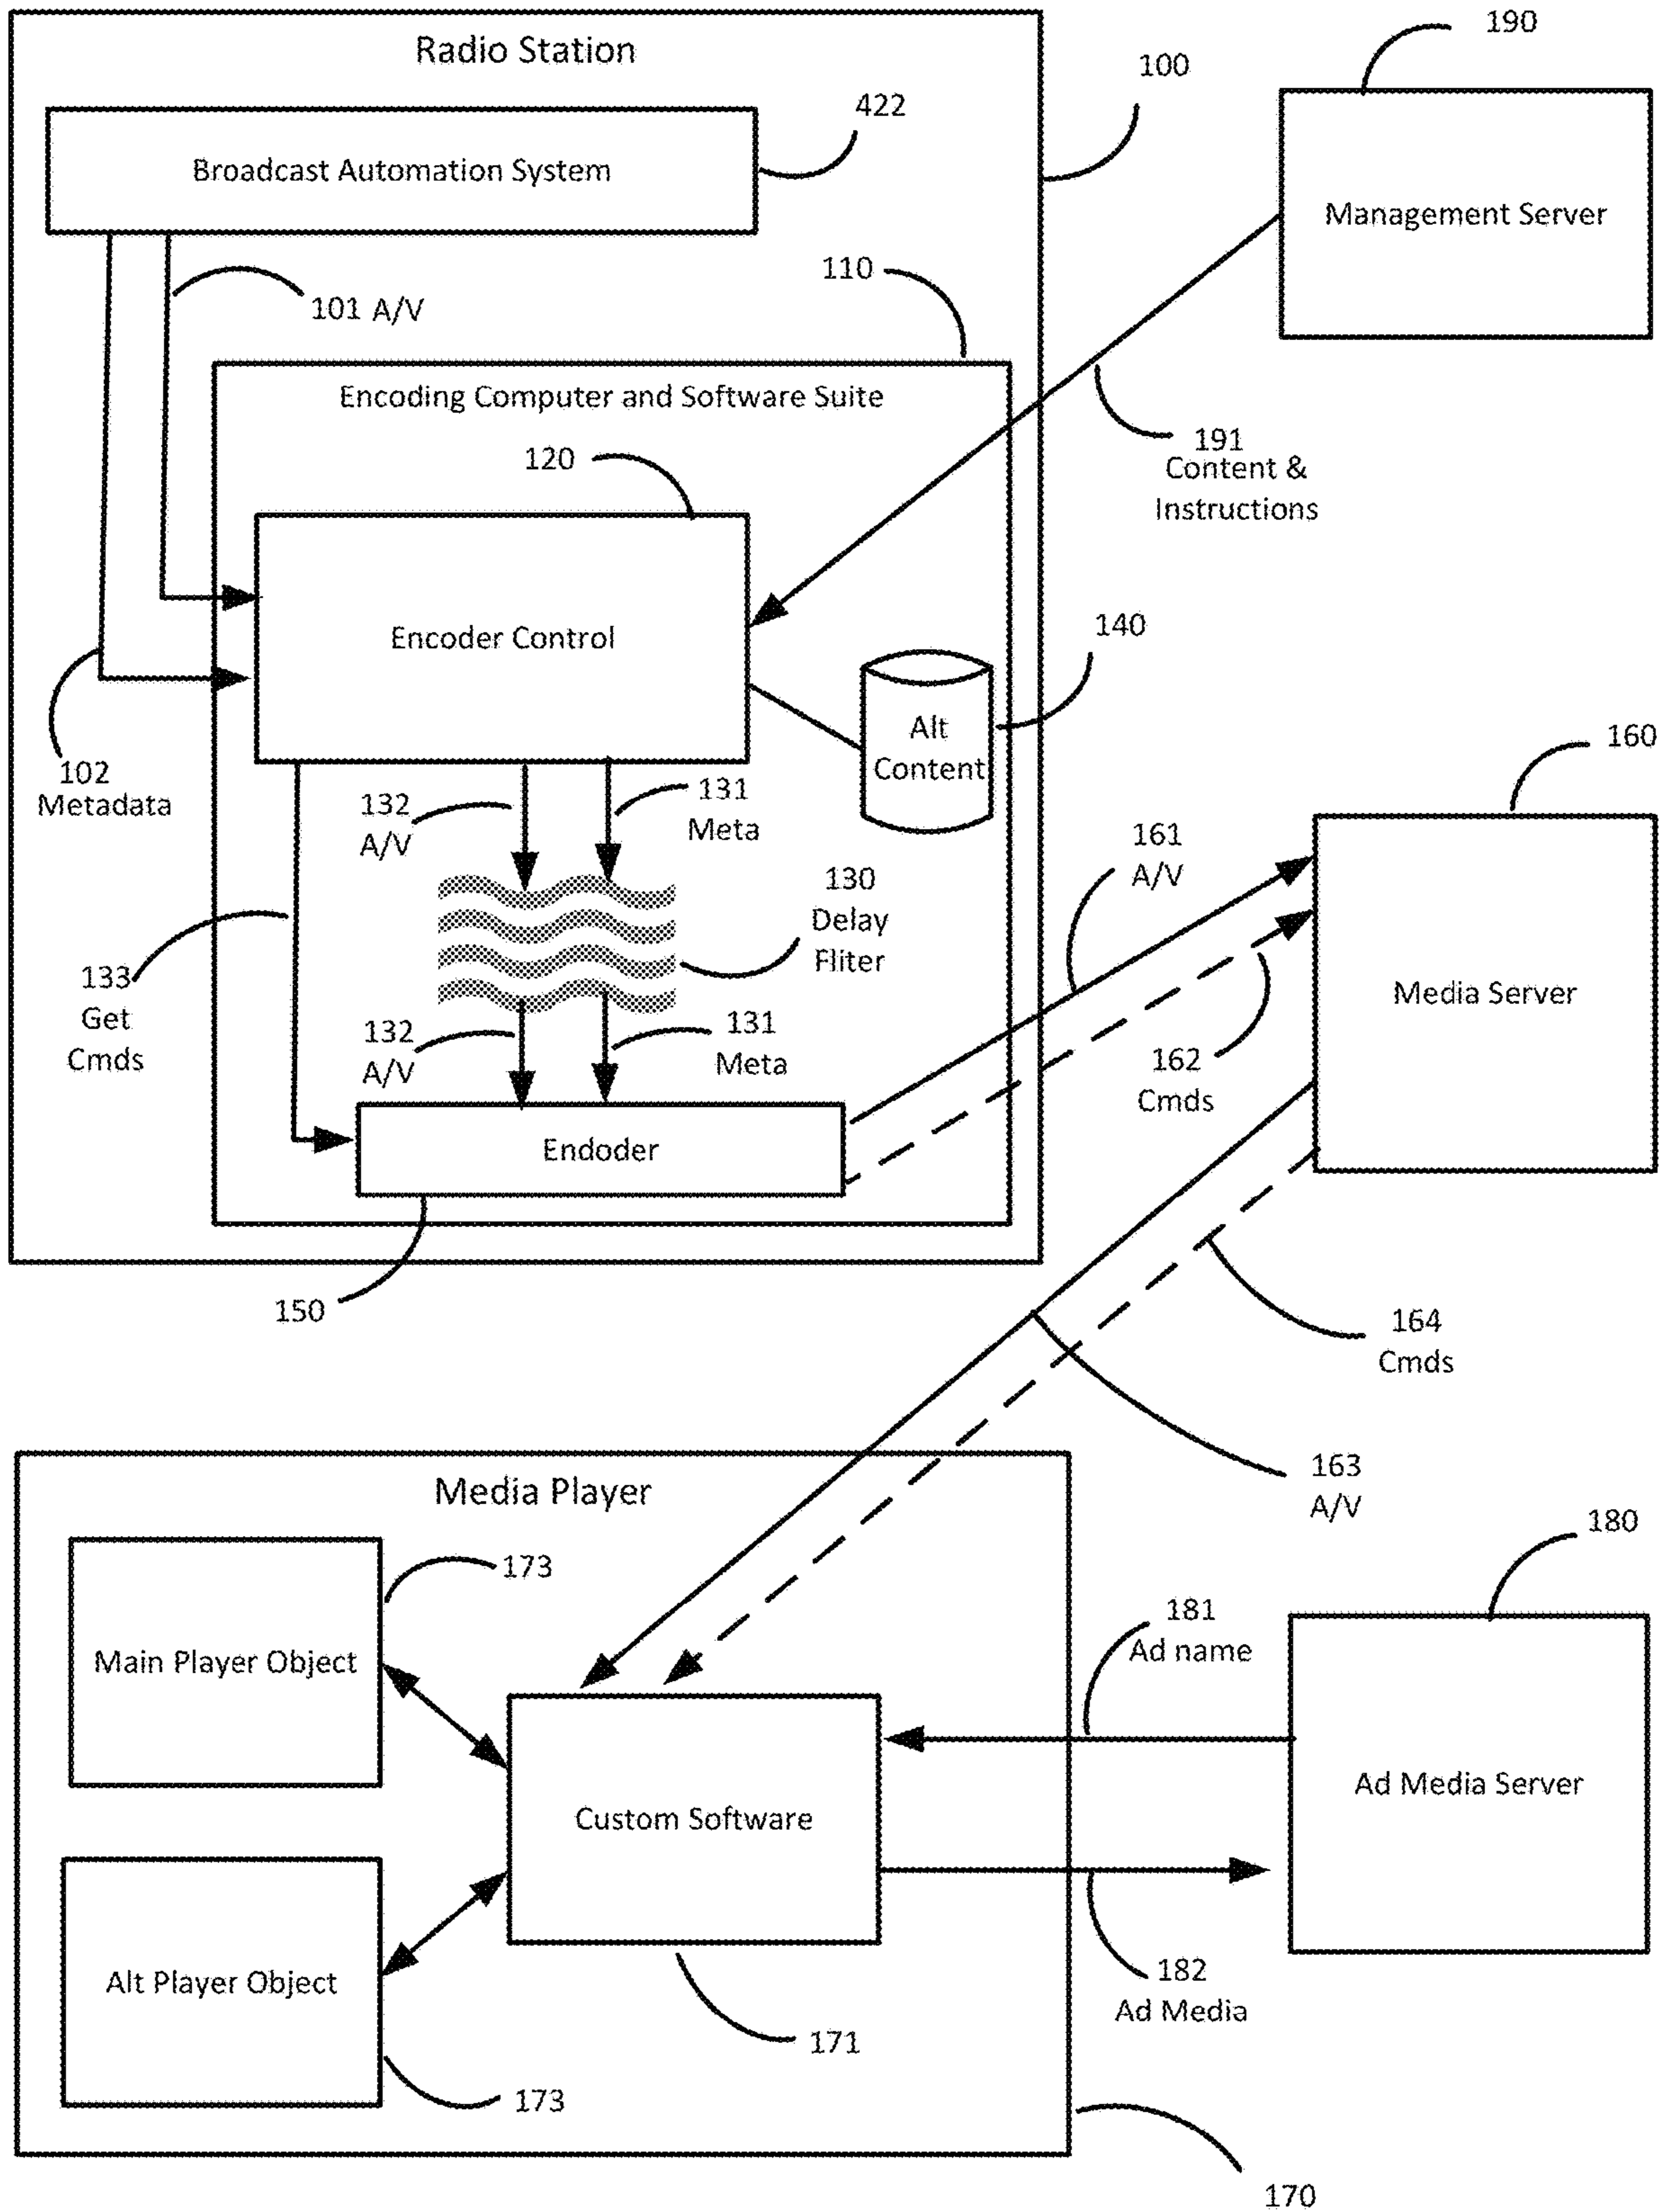 Radio Station
190
100
422
Broadcast Automation System
Management Server
110
101 A/V
Encoding Computer and Software Suite
191
Content &
Instructions
120
Encoder Control
140
Alt
Content
160
102
Metadata
132
A/V
131
Meta
161
A/V
130
Delay
Fliter
133
Get
Cmds
Media Server
132
A/V
131
Meta
162
Cmds
Endoder
150
164
Cmds
163
A/V
Media Player
180
173
181
Ad name
Main Player Object
Ad Media Server
Custom Software
182
Ad Media
Alt Player Object
171
173
170